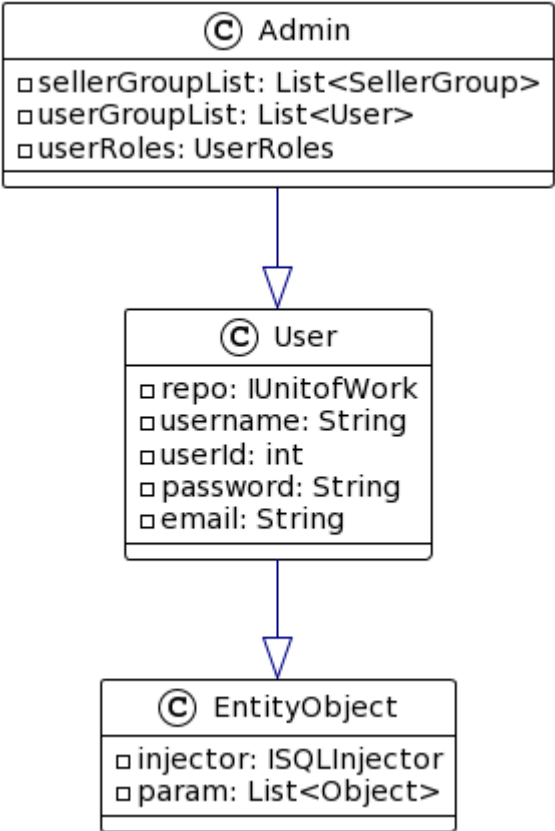 C Admin
sellerGroupList: List<SellerGroup>
userGroupList: List<User>
userRoles: UserRoles
C User
repo: IUnitofWork
username: String
userId: int
password: String
email: String
C EntityObject
injector: ISQLInjector
param: List<Object>